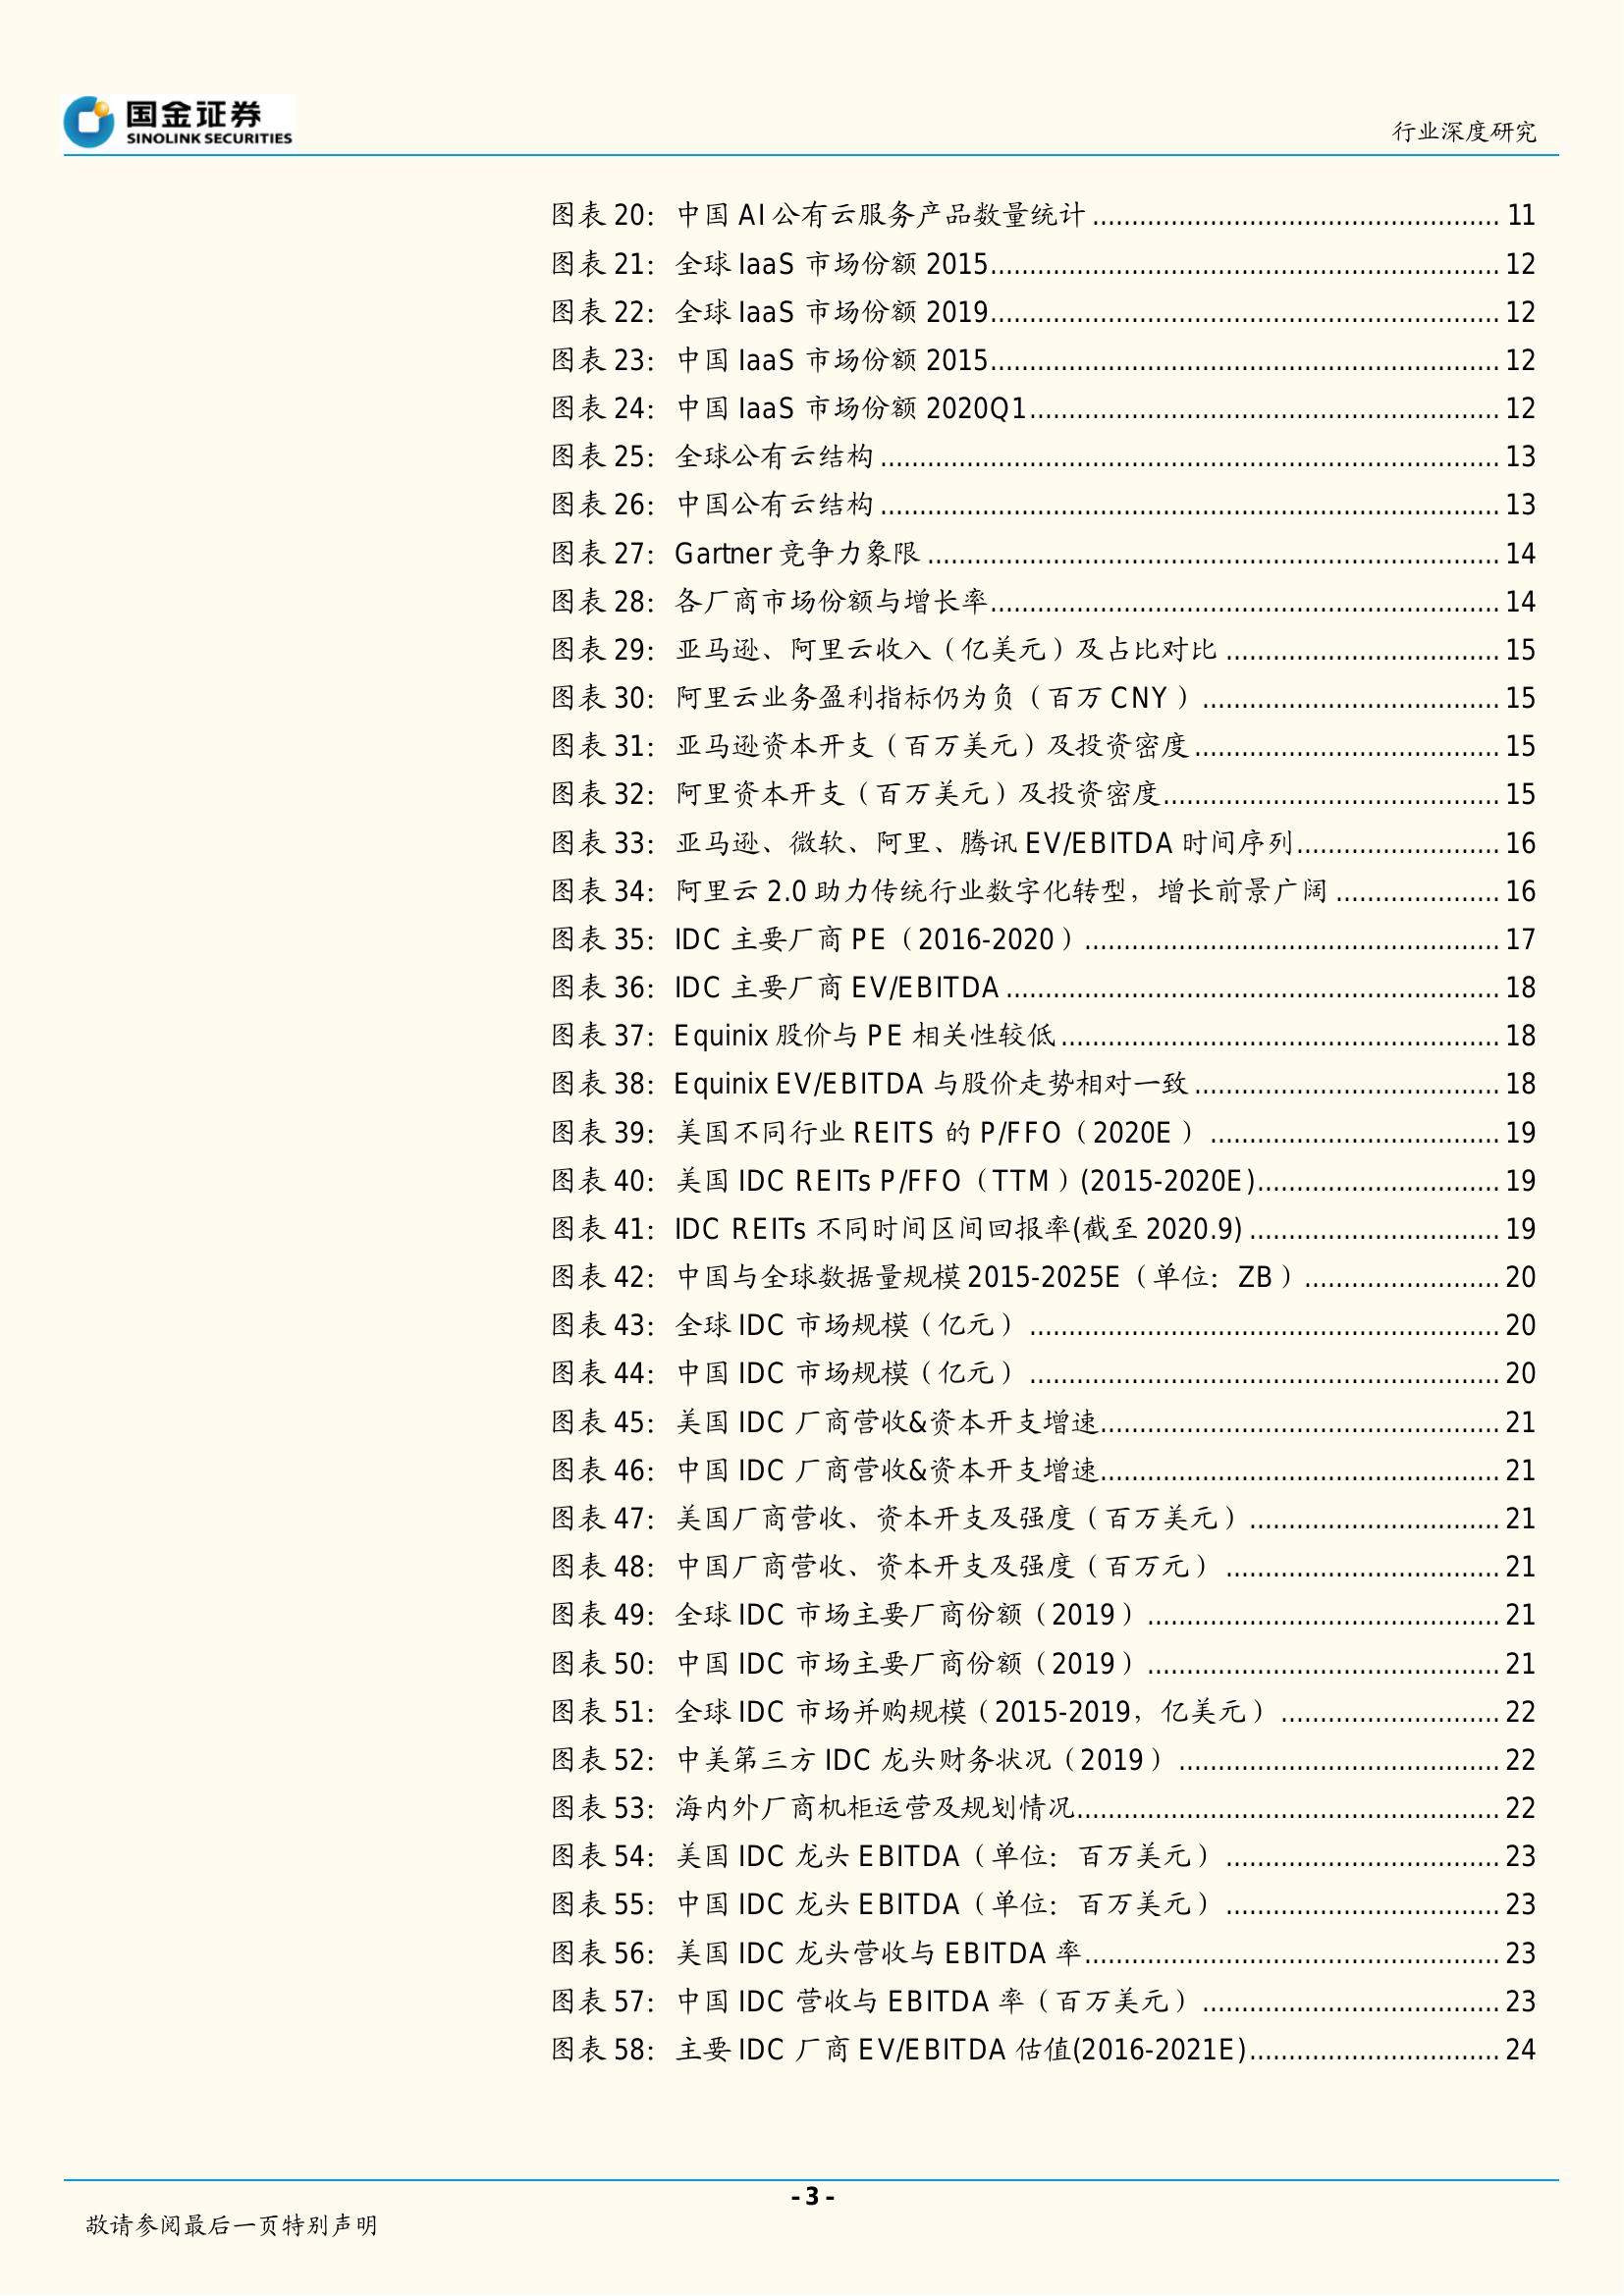 国金证券
SINOLINK SECURITIES
行业深度研究
图表 20：中国 AI 公有云服务产品数量统计 ........ 11
图表 21：全球 IaaS 市场份额 2015 ........ 12
图表 22：全球 IaaS 市场份额 2019 ........ 12
图表 23：中国 IaaS 市场份额 2015 ........ 12
图表 24：中国 IaaS 市场份额 2020Q1 ........ 12
图表 25：全球公有云结构 ........ 13
图表 26：中国公有云结构 ........ 13
图表 27：Gartner 竞争力象限 ........ 14
图表 28：各厂商市场份额与增长率 ........ 14
图表 29：亚马逊、阿里云收入（亿美元）及占比对比 ........ 15
图表 30：阿里云业务盈利指标仍为负（百万 CNY） ........ 15
图表 31：亚马逊资本开支（百万美元）及投资密度 ........ 15
图表 32：阿里资本开支（百万美元）及投资密度 ........ 15
图表 33：亚马逊、微软、阿里、腾讯 EV/EBITDA 时间序列 ........ 16
图表 34：阿里云 2.0 助力传统行业数字化转型，增长前景广阔 ........ 16
图表 35：IDC 主要厂商 PE（2016-2020） ........ 17
图表 36：IDC 主要厂商 EV/EBITDA ........ 18
图表 37：Equinix 股价与 PE 相关性较低 ........ 18
图表 38：Equinix EV/EBITDA 与股价走势相对一致 ........ 18
图表 39：美国不同行业 REITS 的 P/FFO（2020E） ........ 19
图表 40：美国 IDC REITs P/FFO（TTM）(2015-2020E) ........ 19
图表 41：IDC REITs 不同时间区间回报率(截至 2020.9) ........ 19
图表 42：中国与全球数据量规模 2015-2025E（单位：ZB） ........ 20
图表 43：全球 IDC 市场规模（亿元） ........ 20
图表 44：中国 IDC 市场规模（亿元） ........ 20
图表 45：美国 IDC 厂商营收&资本开支增速 ........ 21
图表 46：中国 IDC 厂商营收&资本开支增速 ........ 21
图表 47：美国厂商营收、资本开支及强度（百万美元） ........ 21
图表 48：中国厂商营收、资本开支及强度（百万元） ........ 21
图表 49：全球 IDC 市场主要厂商份额（2019） ........ 21
图表 50：中国 IDC 市场主要厂商份额（2019） ........ 21
图表 51：全球 IDC 市场并购规模（2015-2019，亿美元） ........ 22
图表 52：中美第三方 IDC 龙头财务状况（2019） ........ 22
图表 53：海内外厂商机柜运营及规划情况 ........ 22
图表 54：美国 IDC 龙头 EBITDA（单位：百万美元） ........ 23
图表 55：中国 IDC 龙头 EBITDA（单位：百万美元） ........ 23
图表 56：美国 IDC 龙头营收与 EBITDA 率 ........ 23
图表 57：中国 IDC 营收与 EBITDA 率（百万美元） ........ 23
图表 58：主要 IDC 厂商 EV/EBITDA 估值(2016-2021E) ........ 24
- 3 -
敬请参阅最后一页特别声明